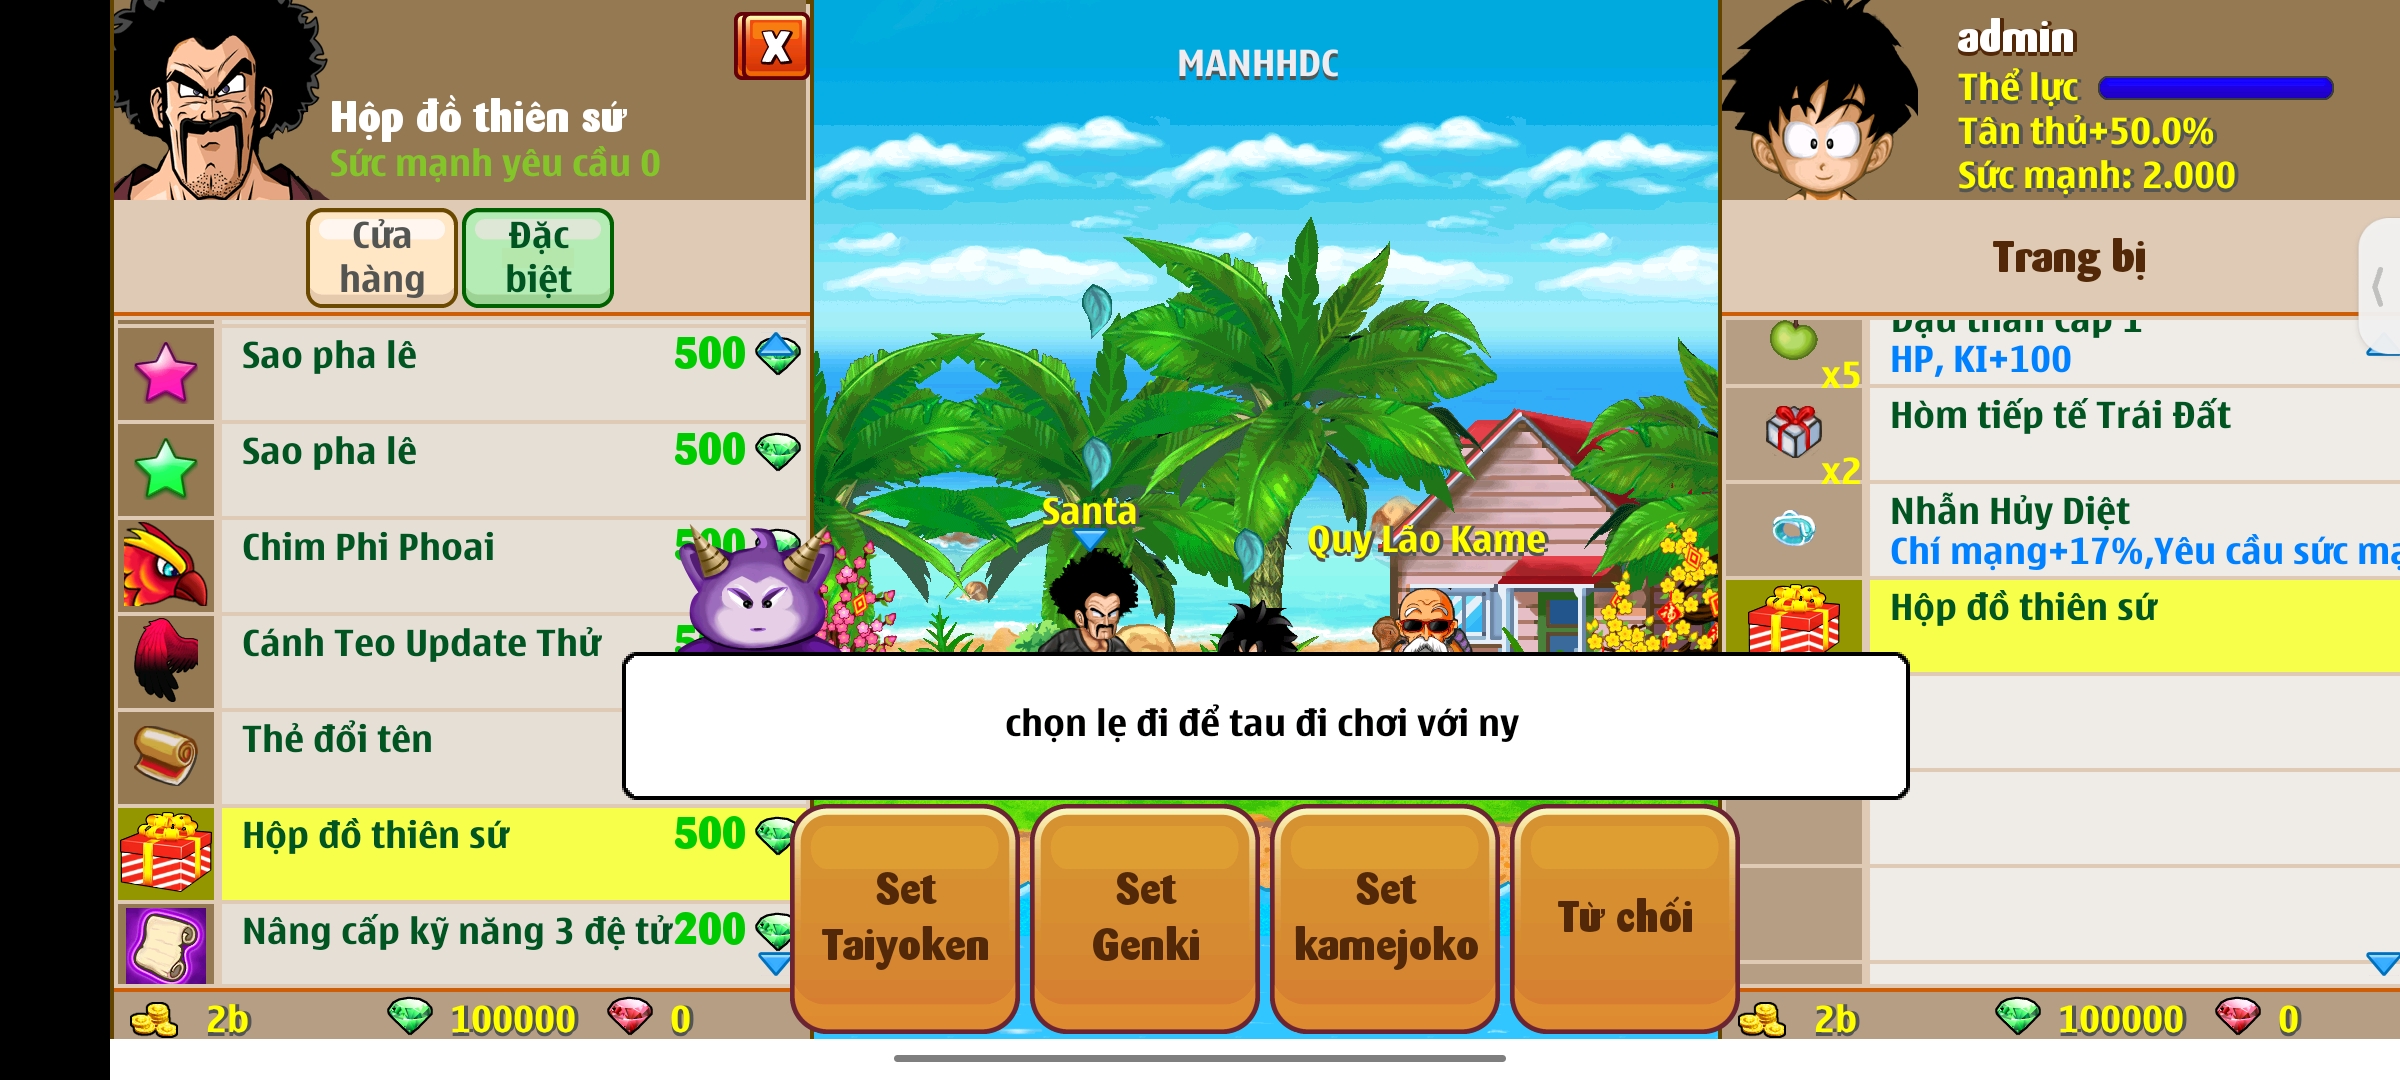 Hộp đồ thiên sứ
Sức mạnh yêu cầu 0
X
Cửa
hàng
Đặc
biệt
Sao pha lê
500
Sao pha lê
500
Chim Phi Phoai
500
Cánh Teo Update Thử
Thẻ đổi tên
Hộp đồ thiên sứ
500
Nâng cấp kỹ năng 3 đệ tử
200
2b
100000
0
MANHHDC
Santa
Quy Lão Kame
chọn lẹ đi để tau đi chơi với ny
Set
Taiyoken
Set
Genki
Set
kamejoko
Từ chối
admin
Thể lực
Tân thủ+50.0%
Sức mạnh: 2.000
Trang bị
Đậu thần cấp 1
HP, KI+100
x5
Hòm tiếp tế Trái Đất
x2
Nhẫn Hủy Diệt
Chí mạng+17%,Yêu cầu sức
Hộp đồ thiên sứ
2b
100000
0